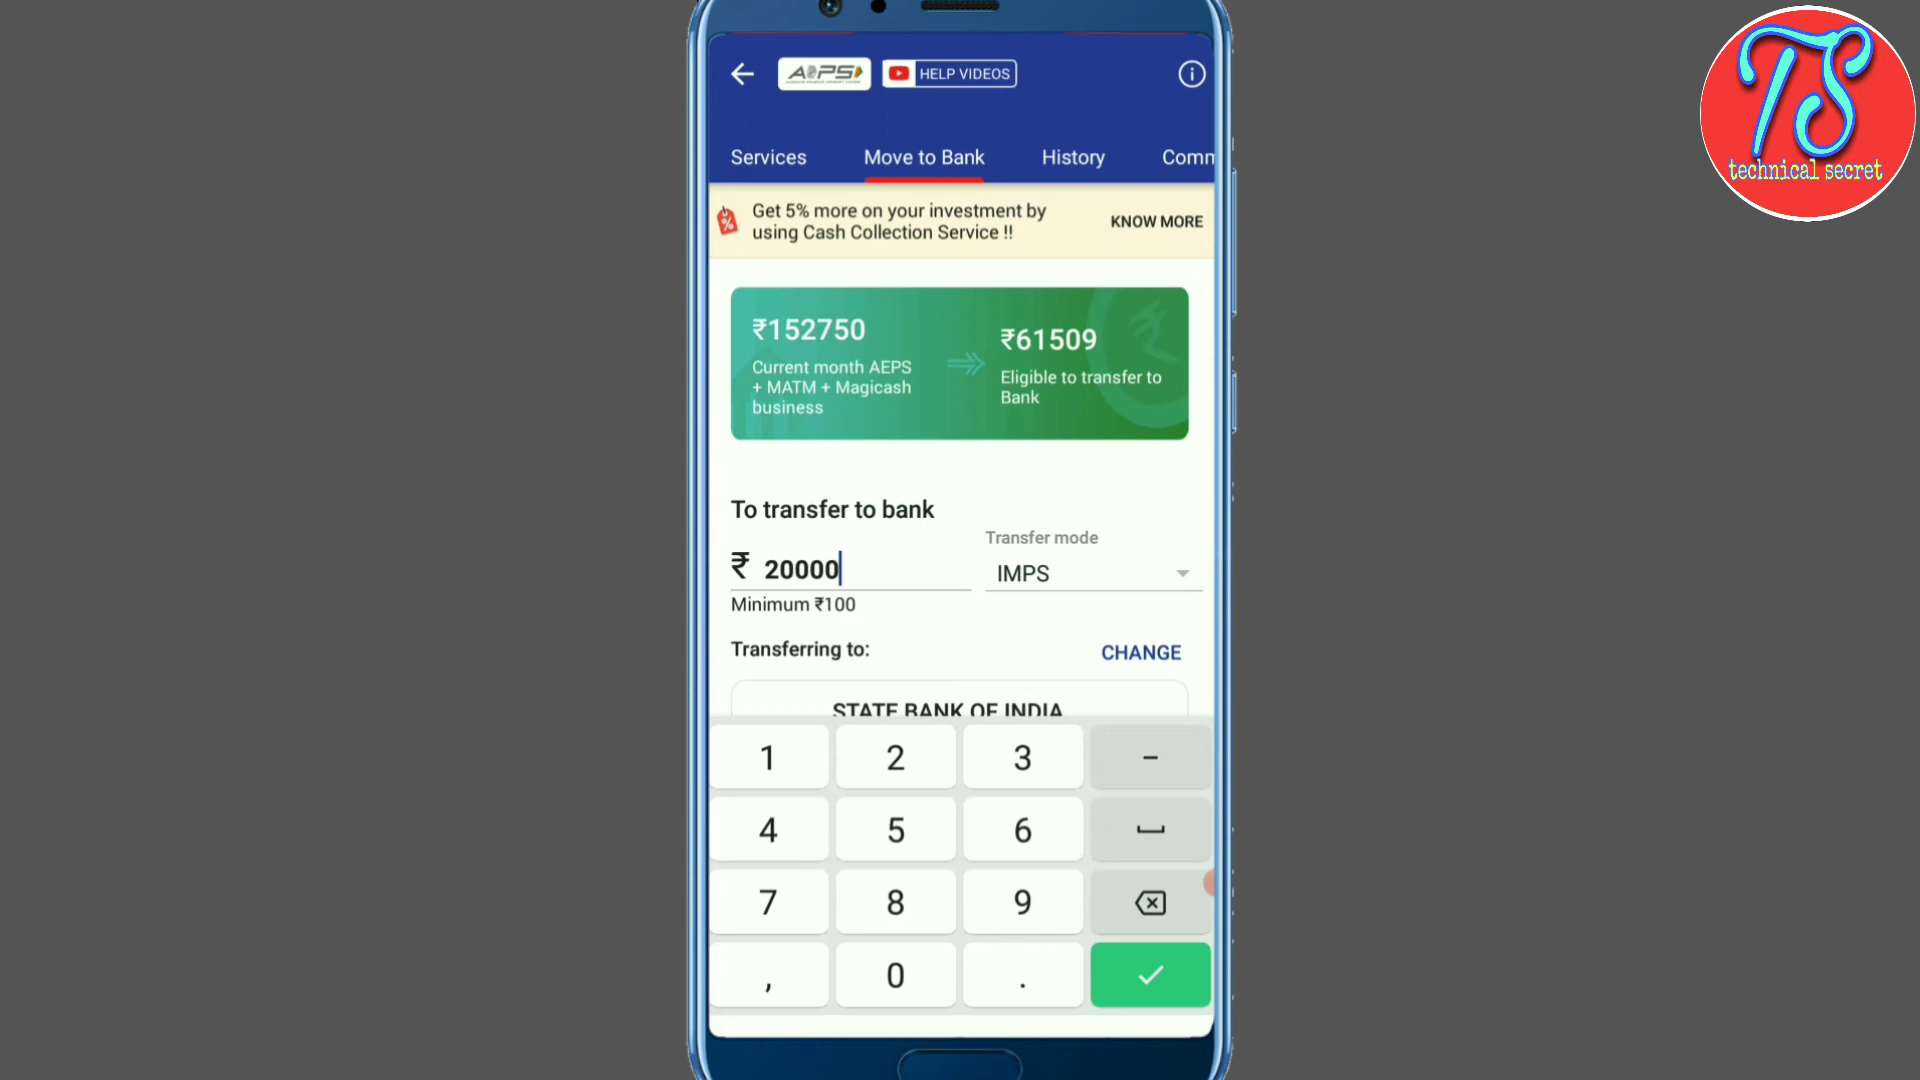 AePS
HELP VIDEOS
Services
Move to Bank
History
Comm
Get 5% more on your investment by
using Cash Collection Service !!
KNOW MORE
₹152750
Current month AEPS
+ MATM + Magicash
business
₹61509
Eligible to transfer to
Bank
To transfer to bank
₹ 20000
Minimum ₹100
Transfer mode
IMPS
Transferring to:
CHANGE
STATE BANK OF INDIA
1 2 3 -
4 5 6
7 8 9
, 0 .
TS
technical secret